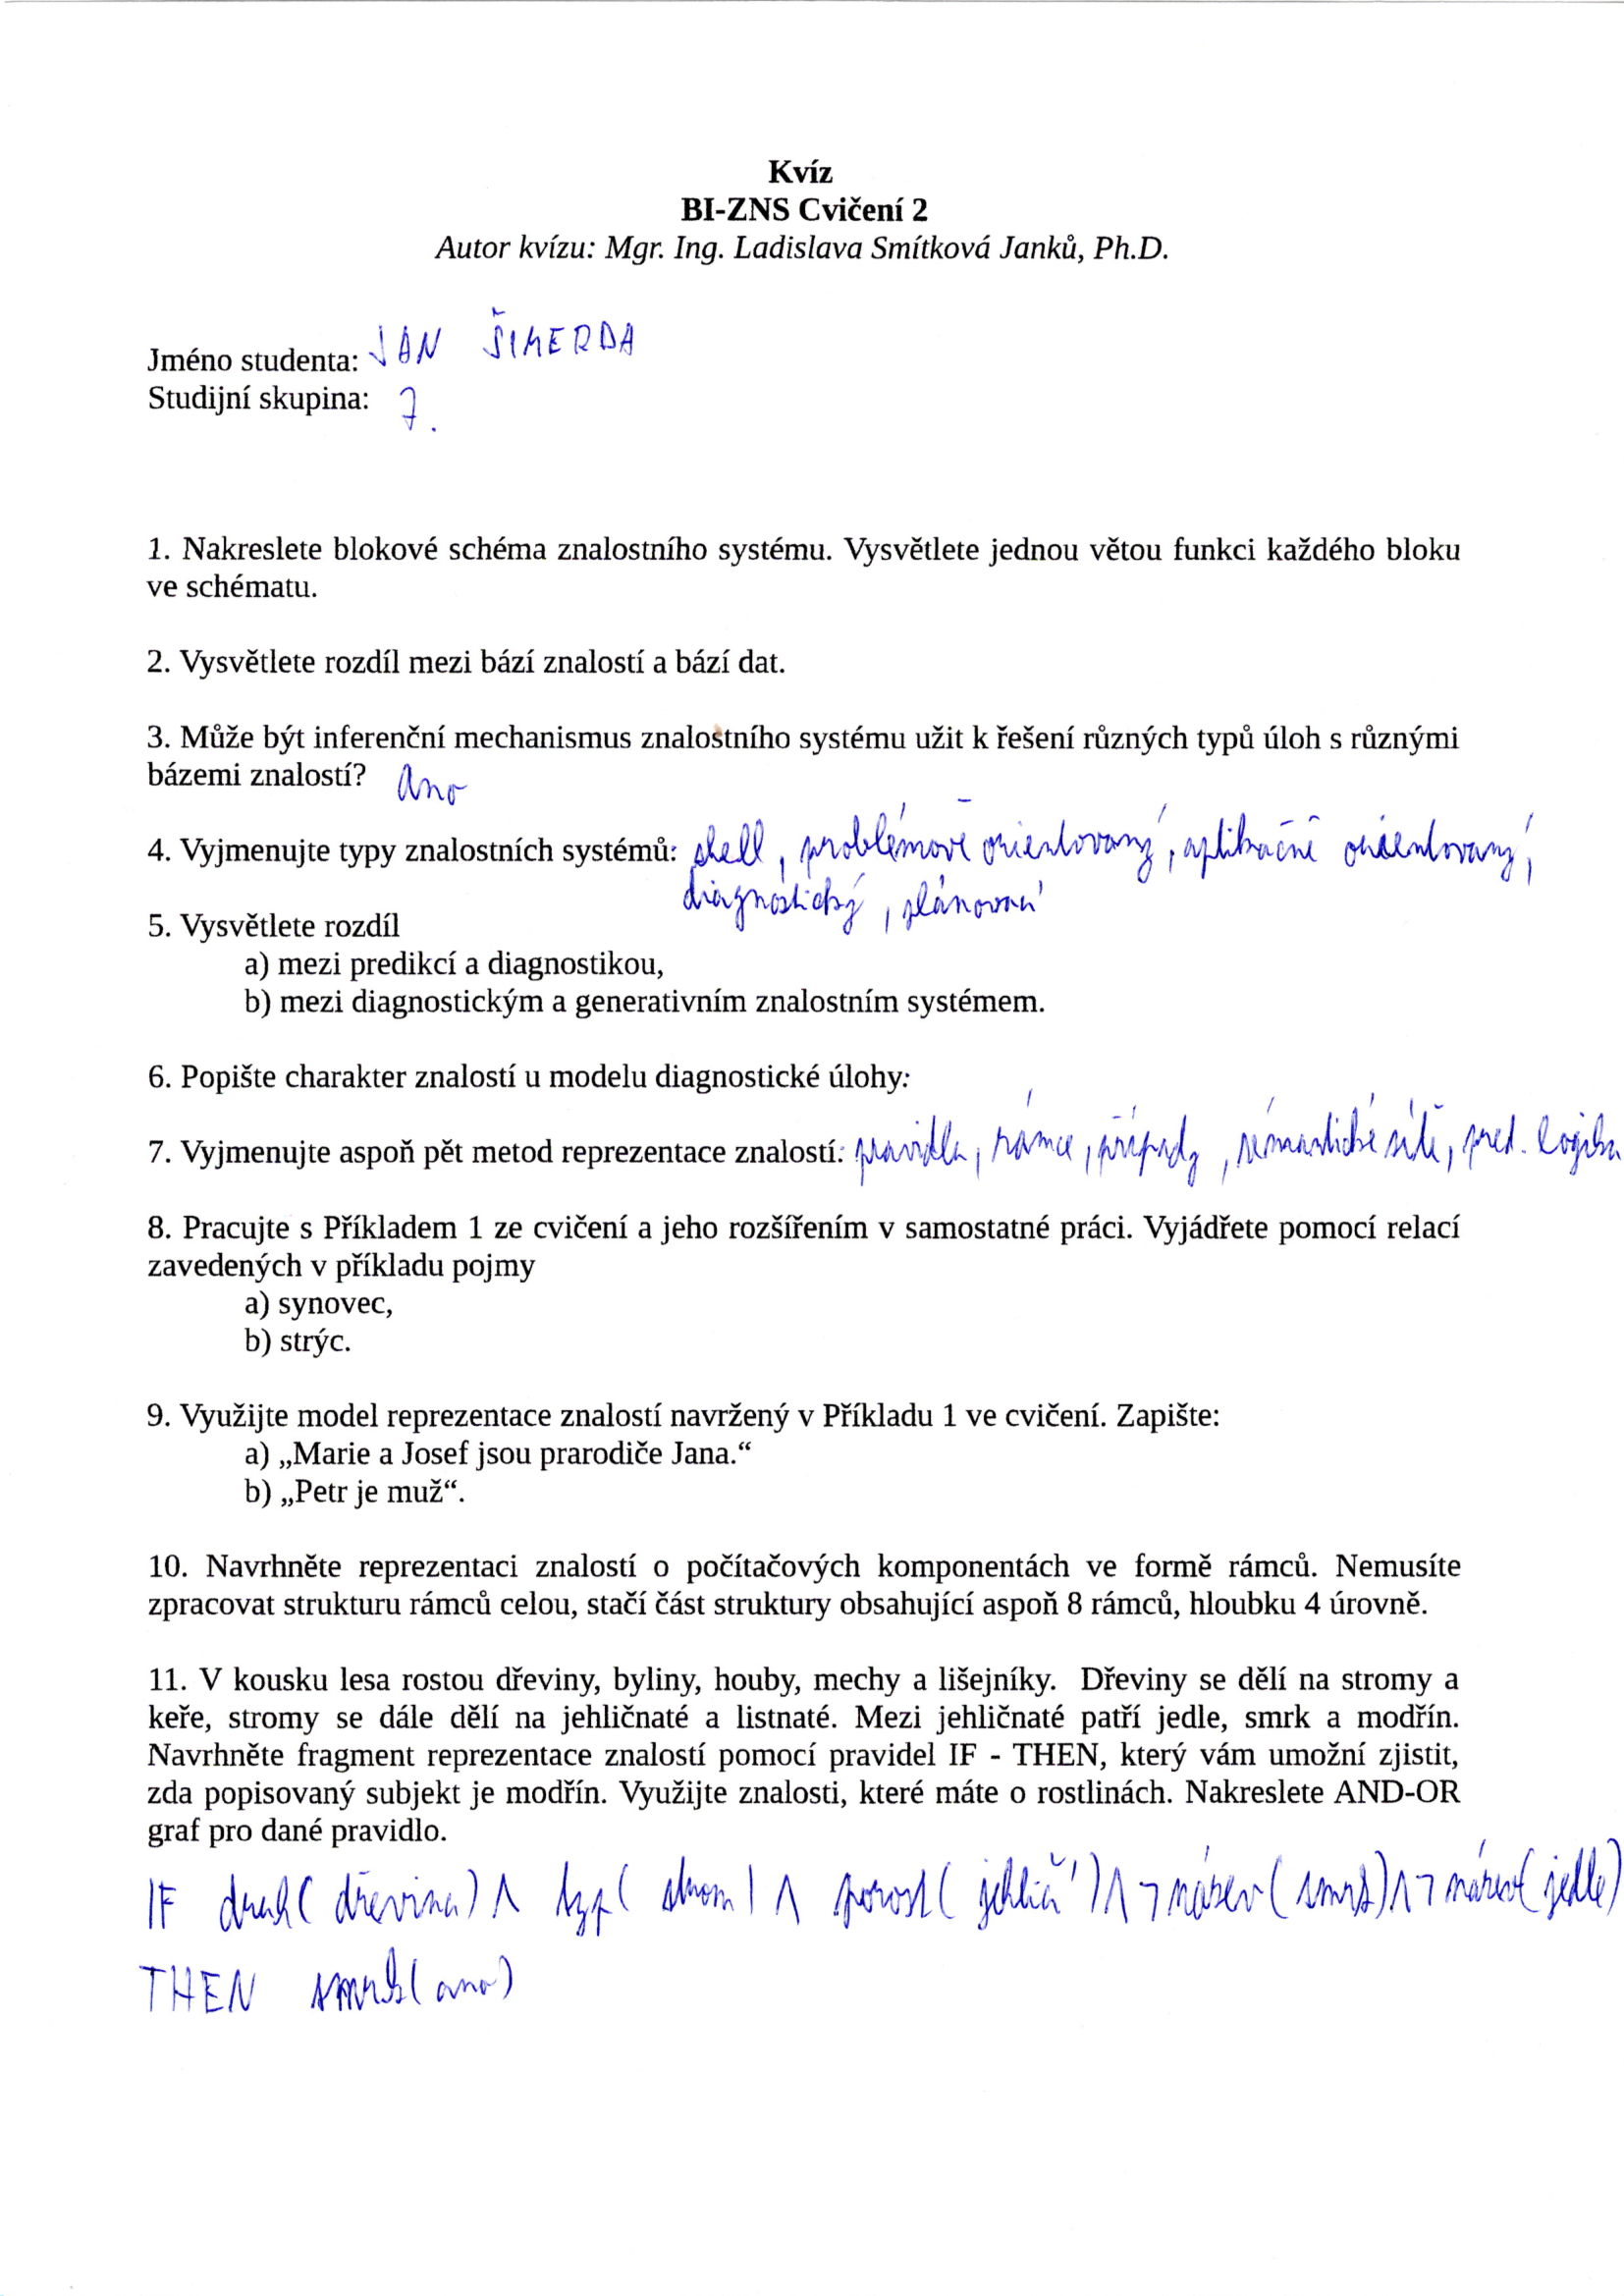 Kvíz
BI-ZNS Cvičení 2
Autor kvízu: Mgr. Ing. Ladislava Smítková Janků, Ph.D.
Jméno studenta: JAN ŠIMERDA
Studijní skupina: 7.
1. Nakreslete blokové schéma znalostního systému. Vysvětlete jednou větou funkci každého bloku
ve schématu.
2. Vysvětlete rozdíl mezi bází znalostí a bází dat.
3. Může být inferenční mechanismus znalostního systému užit k řešení různých typů úloh s různými
bázemi znalostí? Ano
4. Vyjmenujte typy znalostních systémů: shell, problémově orientovaný, aplikačně orientovaný,
diagnostický, plánovací
5. Vysvětlete rozdíl
a) mezi predikcí a diagnostikou,
b) mezi diagnostickým a generativním znalostním systémem.
6. Popište charakter znalostí u modelu diagnostické úlohy:
7. Vyjmenujte aspoň pět metod reprezentace znalostí: pravidla, rámce, případy, sémantické sítě, pred. logika
8. Pracujte s Příkladem 1 ze cvičení a jeho rozšířením v samostatné práci. Vyjádřete pomocí relací
zavedených v příkladu pojmy
a) synovec,
b) strýc.
9. Využijte model reprezentace znalostí navržený v Příkladu 1 ve cvičení. Zapište:
a) „Marie a Josef jsou prarodiče Jana.“
b) „Petr je muž“.
10. Navrhněte reprezentaci znalostí o počítačových komponentách ve formě rámců. Nemusíte
zpracovat strukturu rámců celou, stačí část struktury obsahující aspoň 8 rámců, hloubku 4 úrovně.
11. V kousku lesa rostou dřeviny, byliny, houby, mechy a lišejníky. Dřeviny se dělí na stromy a
keře, stromy se dále dělí na jehličnaté a listnaté. Mezi jehličnaté patří jedle, smrk a modřín.
Navrhněte fragment reprezentace znalostí pomocí pravidel IF - THEN, který vám umožní zjistit,
zda popisovaný subjekt je modřín. Využijte znalosti, které máte o rostlinách. Nakreslete AND-OR
graf pro dané pravidlo.
IF druh(dřevina) ∧ typ(strom) ∧ porost(jehličí) ∧ ¬název(smrk) ∧ ¬název(jedle)
THEN smrk(ano)